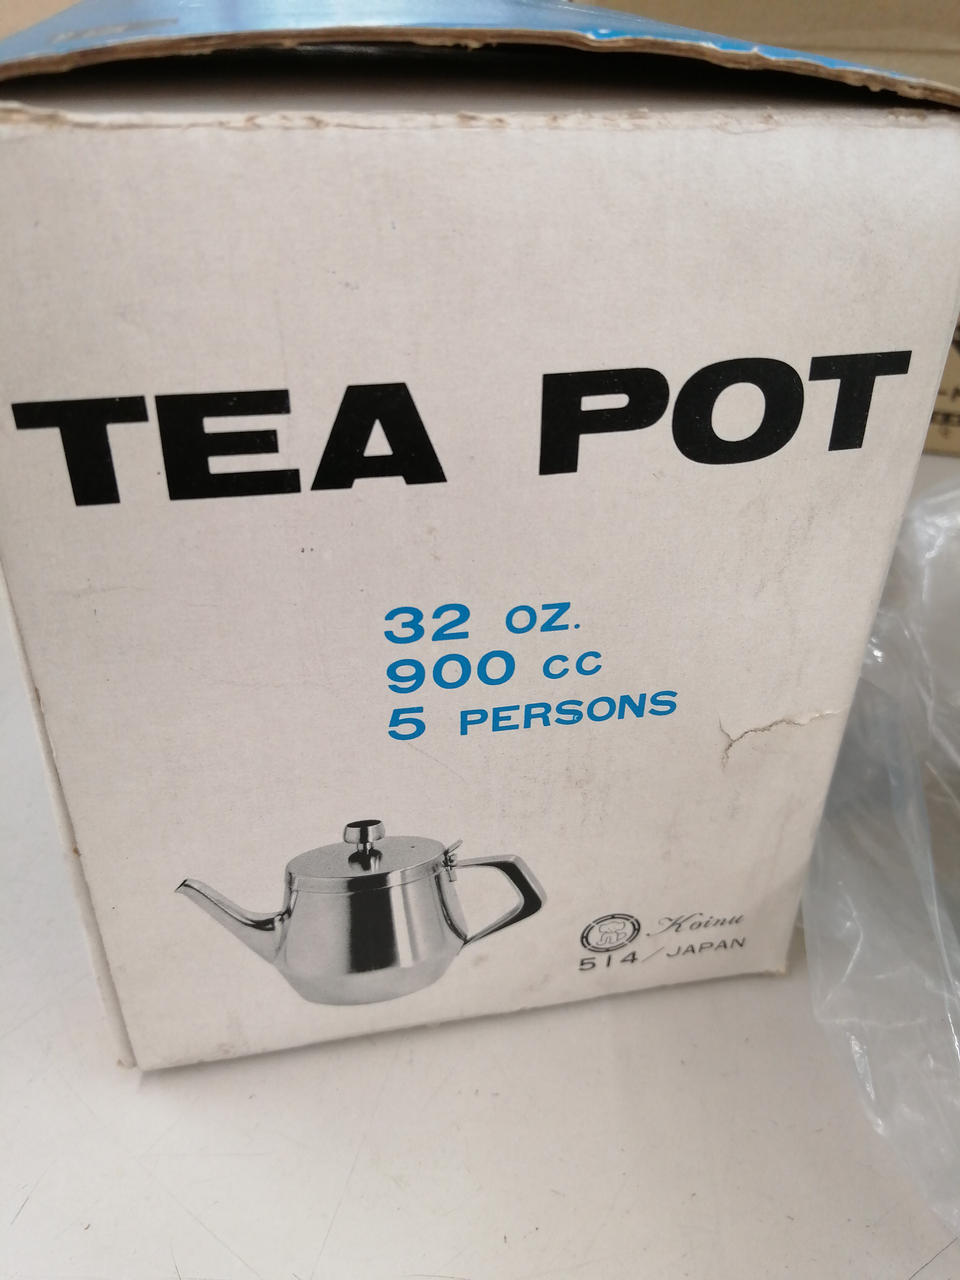 TEA POT
32 OZ.
900 CC
5 PERSONS
Koinu
514/JAPAN